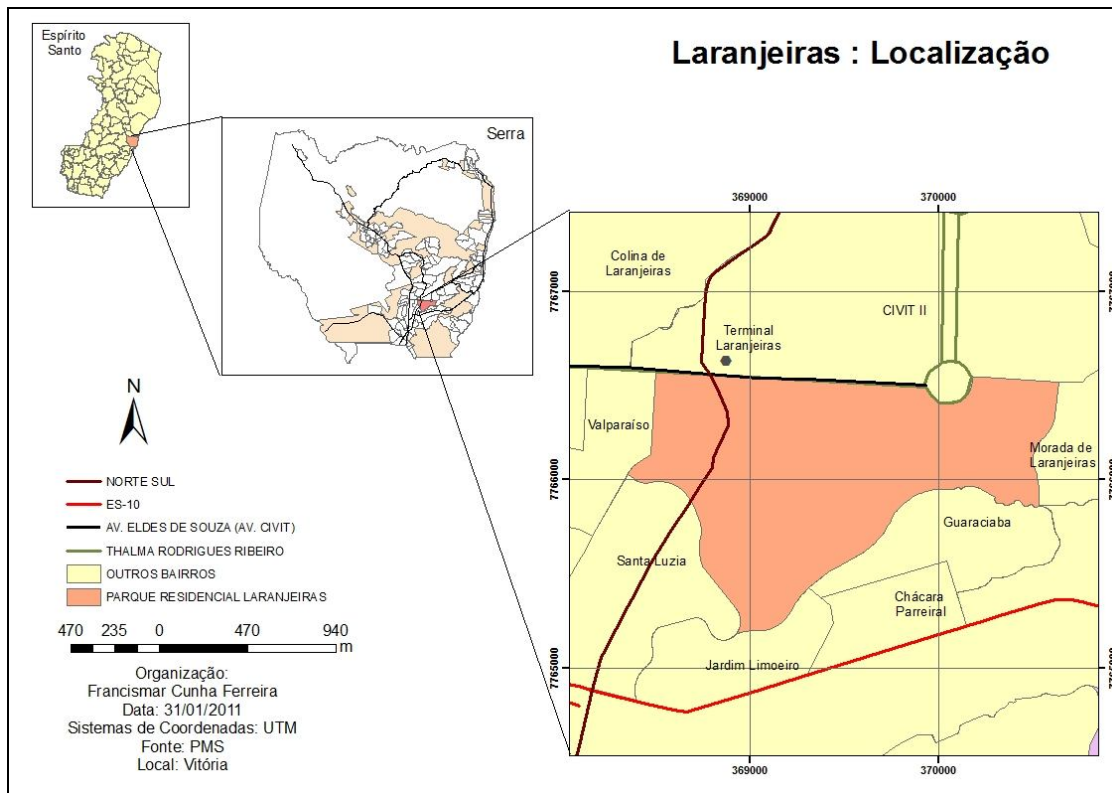 Espírito
Santo
Laranjeiras : Localização
Serra
369000
370000
Colina de
Laranjeiras
7767000
CIVIT II
Terminal
Laranjeiras
N
Valparaíso
Morada de
Laranjeiras
7766000
7766000
NORTE SUL
ES-10
AV. ELDES DE SOUZA (AV. CIVIT)
THALMA RODRIGUES RIBEIRO
OUTROS BAIRROS
PARQUE RESIDENCIAL LARANJEIRAS
Guaraciaba
Santa Luzia
Chácara
Parreiral
470 235 0 470 940
m
Jardim Limoeiro
7765000
7765000
Organização:
Francismar Cunha Ferreira
Data: 31/01/2011
Sistemas de Coordenadas: UTM
Fonte: PMS
Local: Vitória
369000
370000